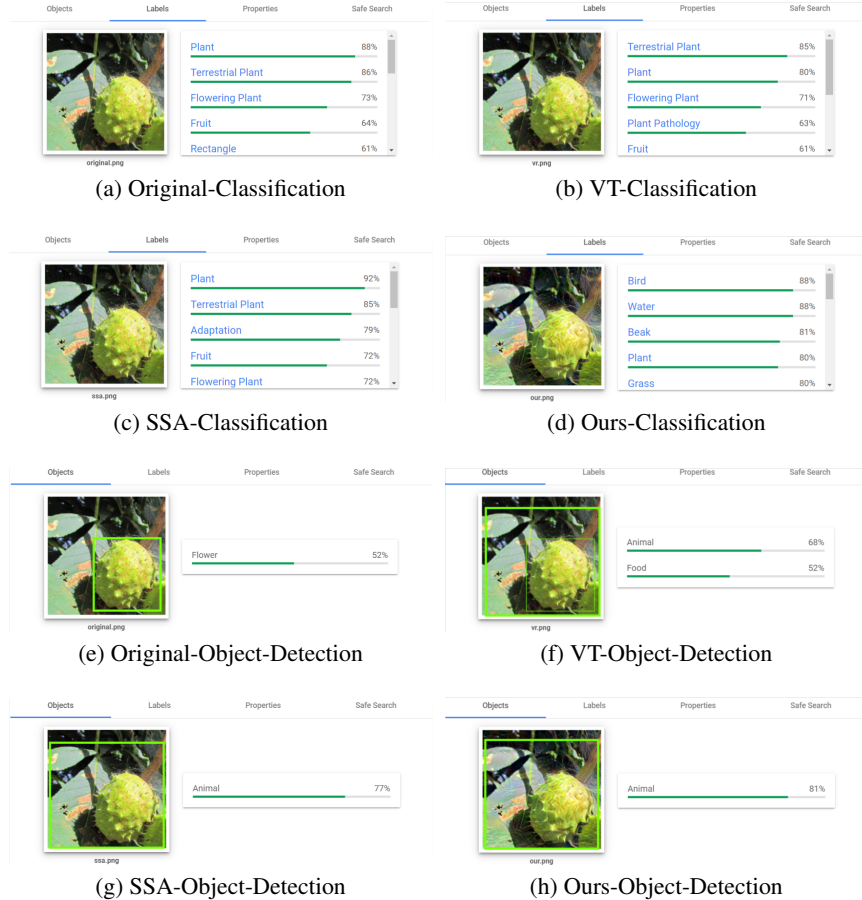 Objects Labels Properties Safe Search
Plant 88%
Terrestrial Plant 86%
Flowering Plant 73%
Fruit 64%
Rectangle 61%
original.png
(a) Original-Classification
Objects Labels Properties Safe Search
Terrestrial Plant 85%
Plant 80%
Flowering Plant 71%
Plant Pathology 63%
Fruit 61%
vr.png
(b) VT-Classification
Objects Labels Properties Safe Search
Plant 92%
Terrestrial Plant 85%
Adaptation 79%
Fruit 72%
Flowering Plant 72%
ssa.png
(c) SSA-Classification
Objects Labels Properties Safe Search
Bird 88%
Water 88%
Beak 81%
Plant 80%
Grass 80%
our.png
(d) Ours-Classification
Objects Labels Properties Safe Search
Flower 52%
original.png
(e) Original-Object-Detection
Objects Labels Properties Safe Search
Animal 68%
Food 52%
vr.png
(f) VT-Object-Detection
Objects Labels Properties Safe Search
Animal 77%
ssa.png
(g) SSA-Object-Detection
Objects Labels Properties Safe Search
Animal 81%
our.png
(h) Ours-Object-Detection